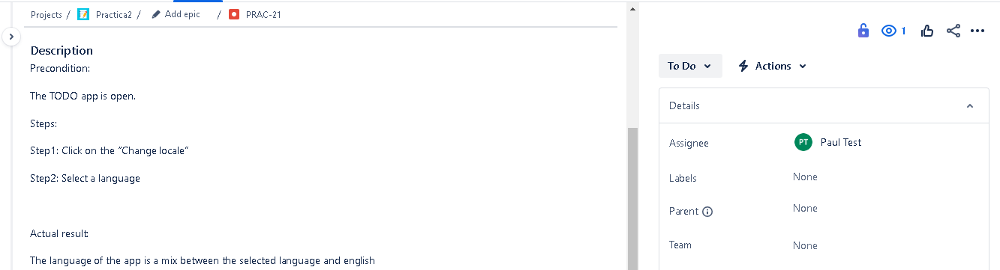 Projects / Practica2 / Add epic / PRAC-21
1
Description
Precondition:
The TODO app is open.
Steps:
Step1: Click on the "Change locale"
Step2: Select a language
Actual result:
The language of the app is a mix between the selected language and english
To Do
Actions
Details
Assignee
PT Paul Test
Labels
None
Parent
None
Team
None